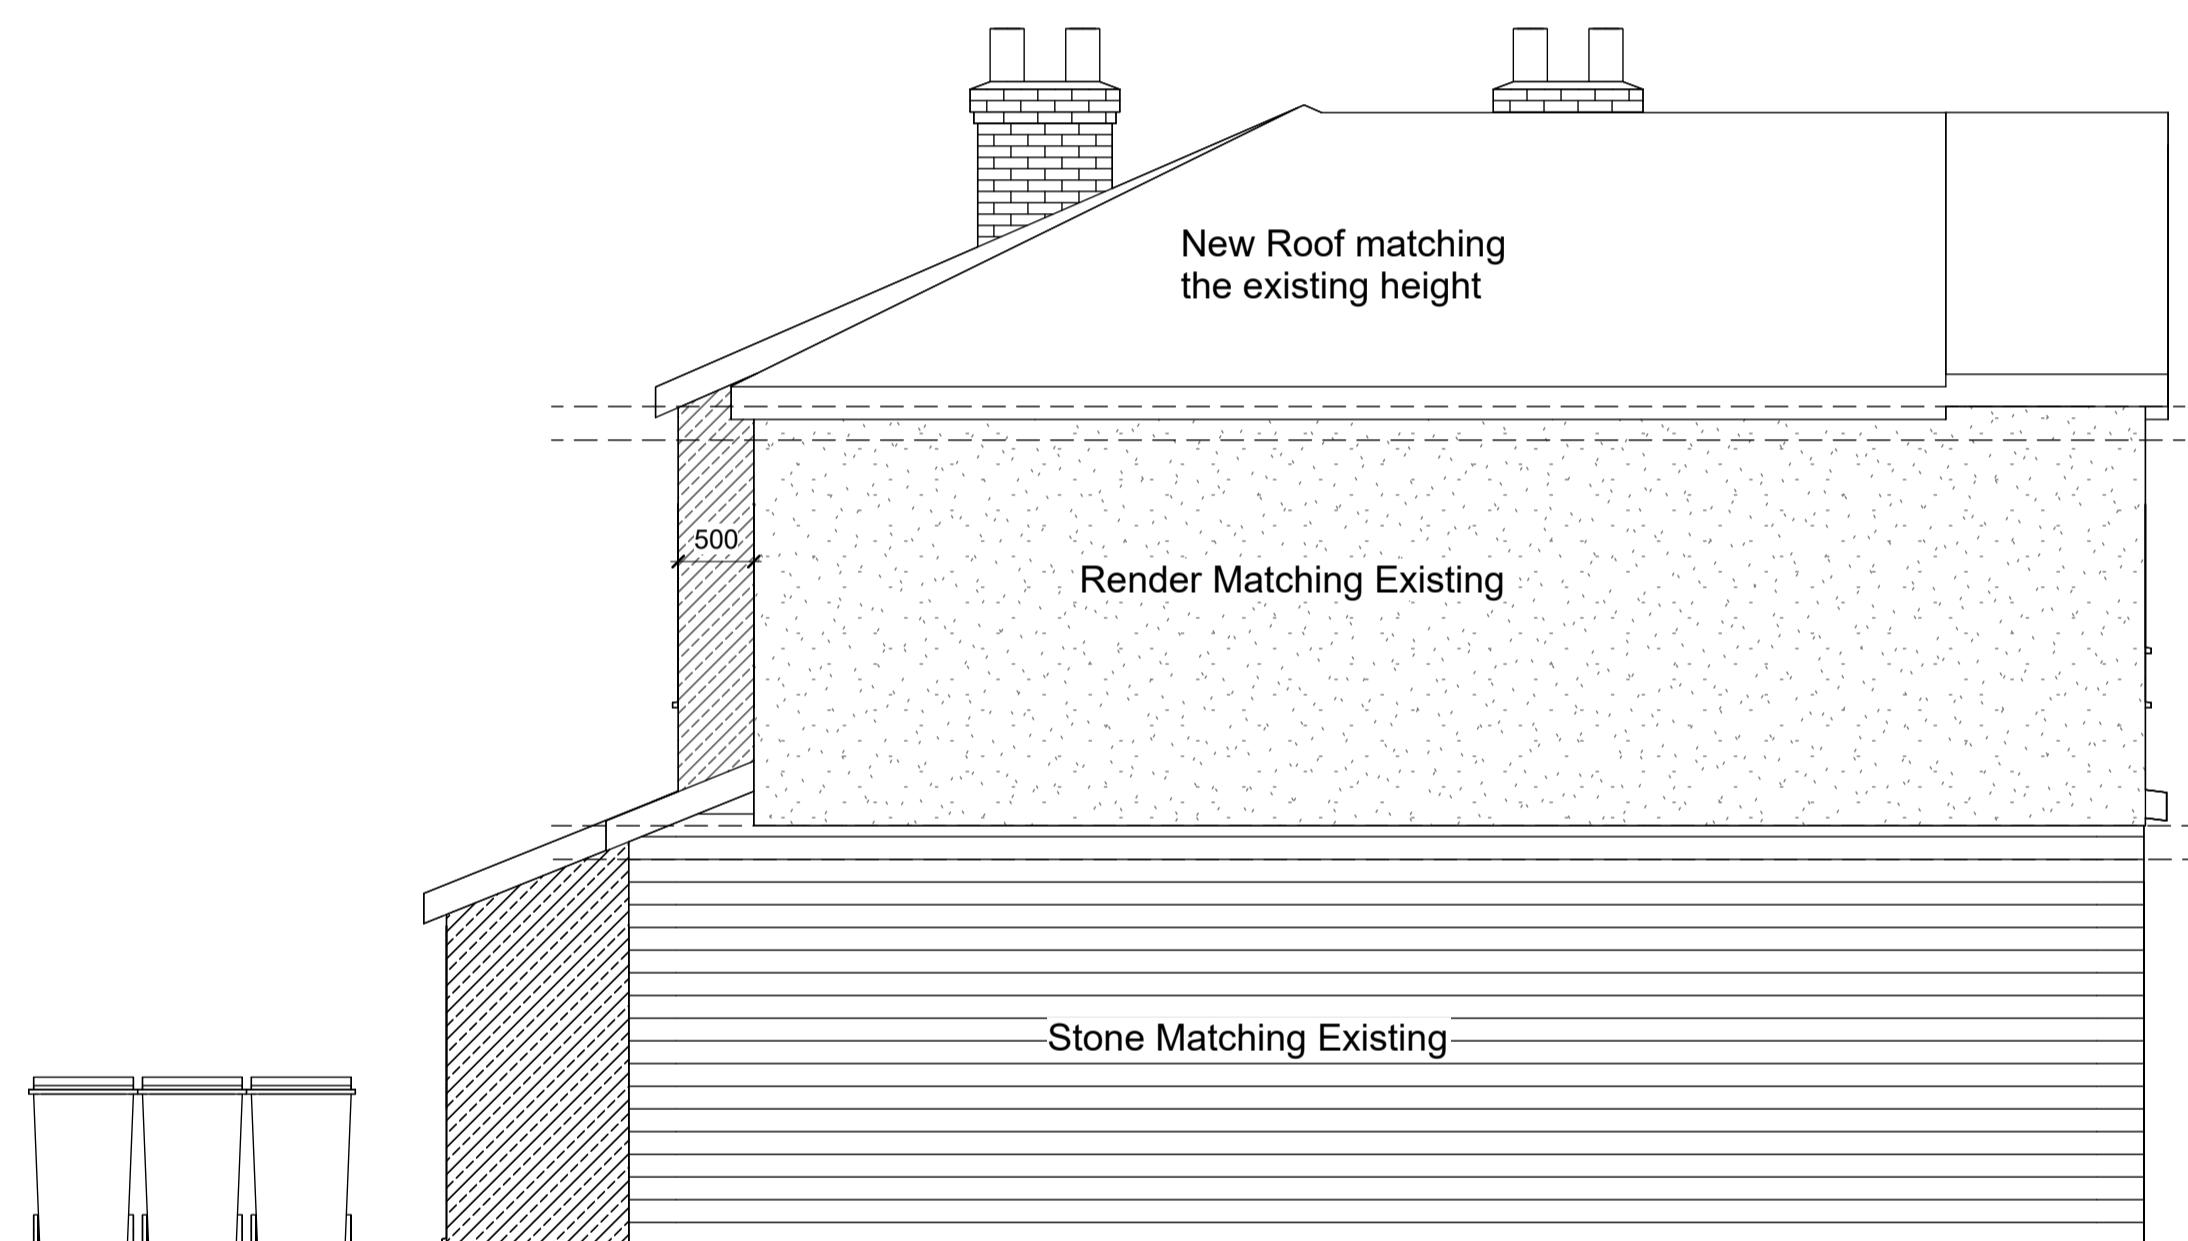 New Roof matching
the existing height
500
Render Matching Existing
Stone Matching Existing